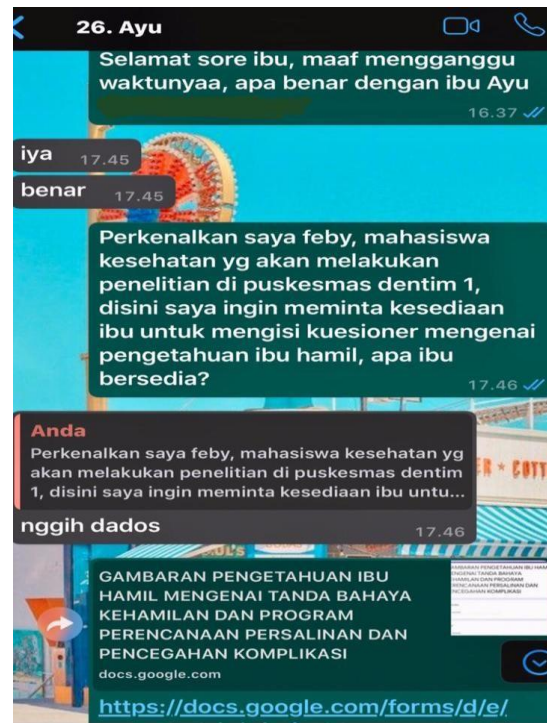 26. Ayu
Selamat sore ibu, maaf mengganggu
waktunyaa, apa benar dengan ibu Ayu
16.37
iya 17.45
benar 17.45
Perkenalkan saya feby, mahasiswa
kesehatan yg akan melakukan
penelitian di puskesmas dentim 1,
disini saya ingin meminta kesediaan
ibu untuk mengisi kuesioner mengenai
pengetahuan ibu hamil, apa ibu
bersedia?
17.46
Anda
Perkenalkan saya feby, mahasiswa kesehatan yg
akan melakukan penelitian di puskesmas dentim
1, disini saya ingin meminta kesediaan ibu untu...
nggih dados
17.46
GAMBARAN PENGETAHUAN IBU
HAMIL MENGENAI TANDA BAHAYA
KEHAMILAN DAN PROGRAM
PERENCANAAN PERSALINAN DAN
PENCEGAHAN KOMPLIKASI
docs.google.com
https://docs.google.com/forms/d/e/